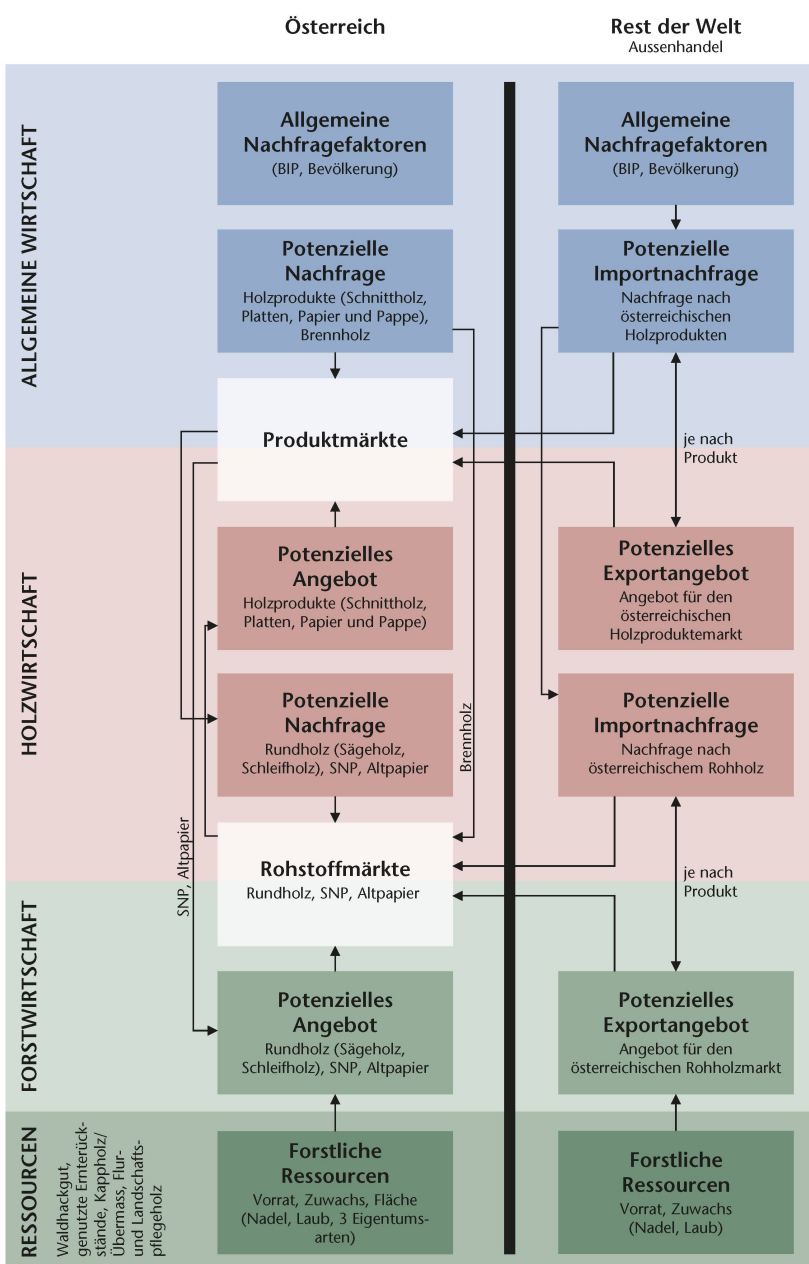 Österreich
Rest der Welt
Aussenhandel
ALLGEMEINE WIRTSCHAFT
Allgemeine
Nachfragefaktoren
(BIP, Bevölkerung)
Allgemeine
Nachfragefaktoren
(BIP, Bevölkerung)
Potenzielle
Nachfrage
Holzprodukte (Schnittholz,
Platten, Papier und Pappe),
Brennholz
Potenzielle
Importnachfrage
Nachfrage nach
österreichischen
Holzprodukten
Produktmärkte
je nach
Produkt
HOLZWIRTSCHAFT
Potenzielles
Angebot
Holzprodukte (Schnittholz,
Platten, Papier und Pappe)
Potenzielles
Exportangebot
Angebot für den
österreichischen
Holzproduktemarkt
Potenzielle
Nachfrage
Rundholz (Sägeholz,
Schleifholz), SNP, Altpapier
Brennholz
Potenzielle
Importnachfrage
Nachfrage nach
österreichischem Rohholz
SNP, Altpapier
Rohstoffmärkte
Rundholz, SNP, Altpapier
je nach
Produkt
FORSTWIRTSCHAFT
Potenzielles
Angebot
Rundholz (Sägeholz,
Schleifholz), SNP, Altpapier
Potenzielles
Exportangebot
Angebot für den
österreichischen Rohholzmarkt
RESSOURCEN
Waldhackgut,
genutzte Ernterück-
stände, Kappholz/
Übermass, Flur-
und Landschafts-
pflegeholz
Forstliche
Ressourcen
Vorrat, Zuwachs, Fläche
(Nadel, Laub, 3 Eigentums-
arten)
Forstliche
Ressourcen
Vorrat, Zuwachs
(Nadel, Laub)